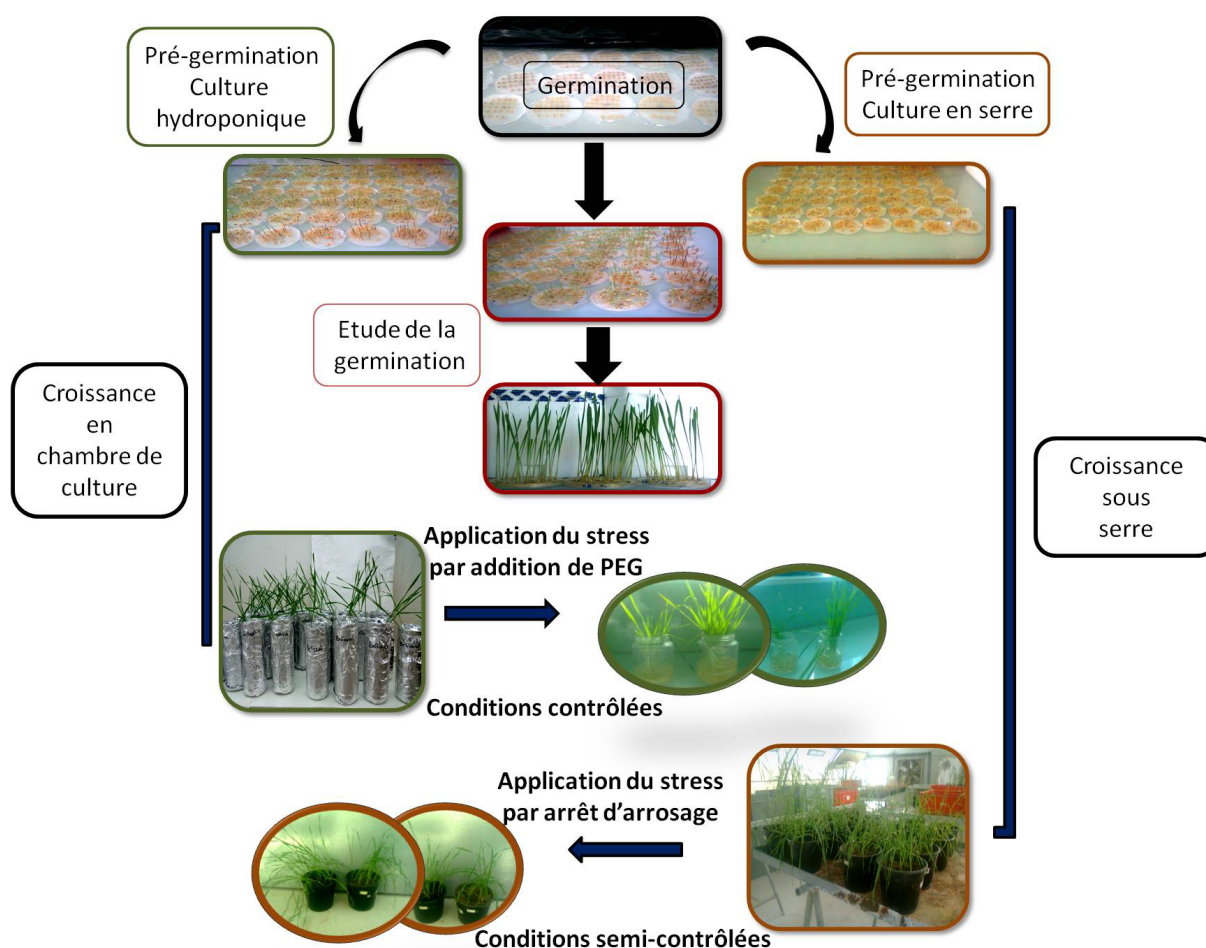 Pré-germination
Culture
hydroponique
Germination
Pré-germination
Culture en serre
Etude de la
germination
Croissance
en
chambre de
culture
Croissance
sous
serre
Application du stress
par addition de PEG
Conditions contrôlées
Application du stress
par arrêt d'arrosage
Conditions semi-contrôlées